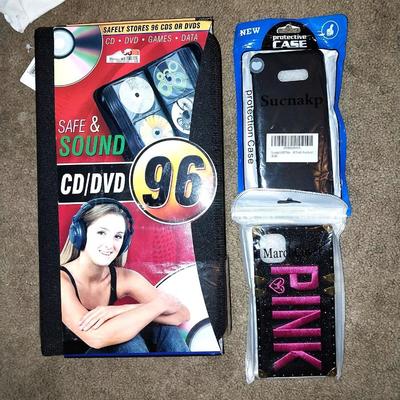 SAFELY STORES 96 CDS OR DVDS
CD • DVD • GAMES • DATA
SAFE &
SOUND
CD/DVD
96
NEW
protective
CASE
Sucnakp
protection Case
PINK